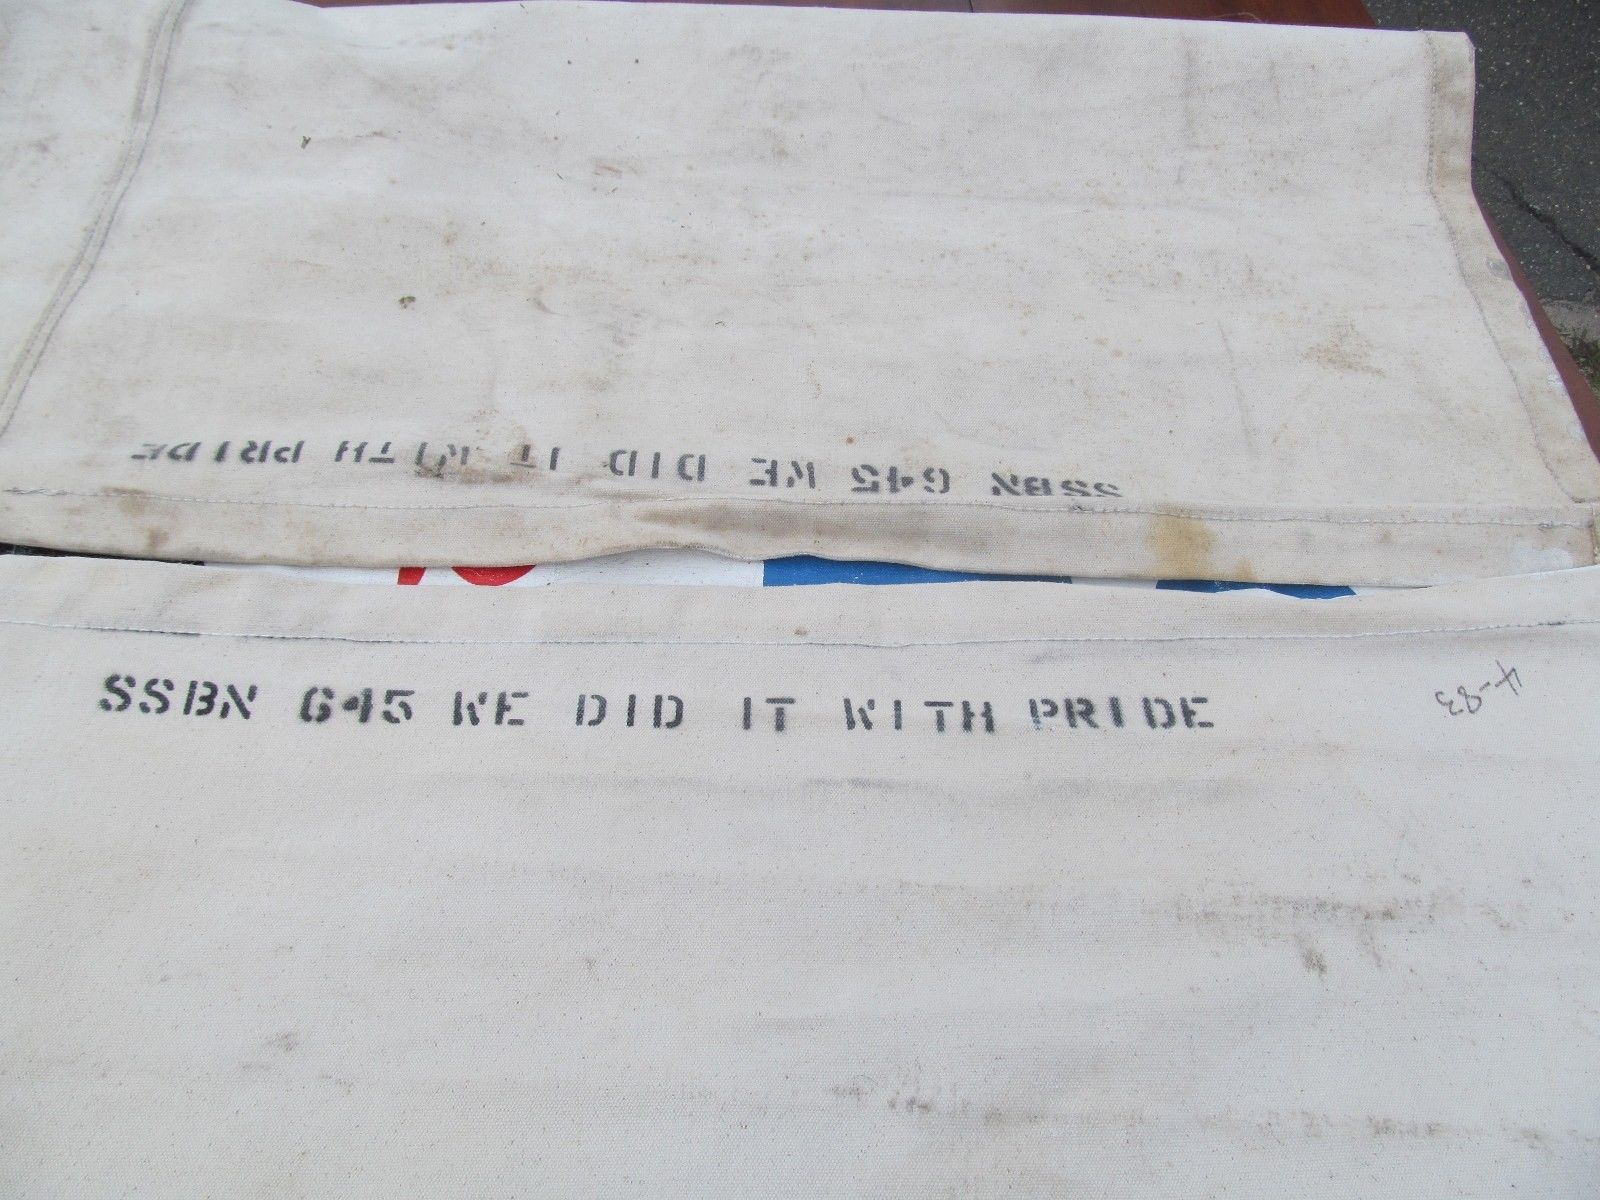 SSBN 645 WE DID IT WITH PRIDE
SSBN 645 WE DID IT WITH PRIDE
4-83